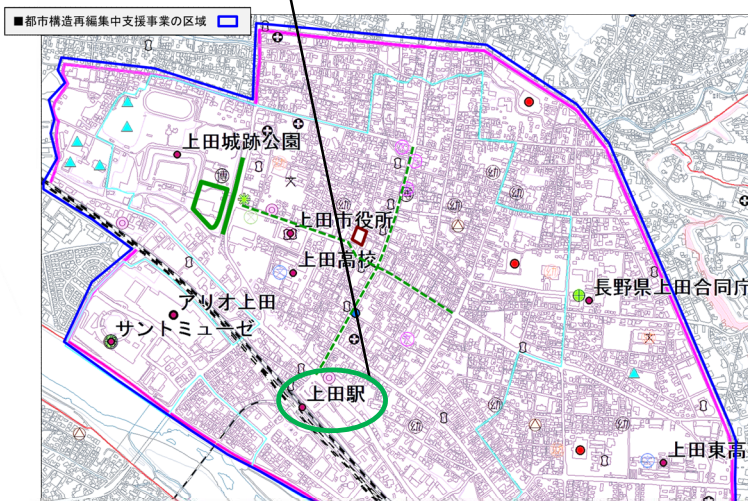 ■都市構造再編集中支援事業の区域
上田城跡公園
博
上田市役所
上田高校
長野県上田合同庁
アリオ上田
サントミューゼ
上田駅
上田東高